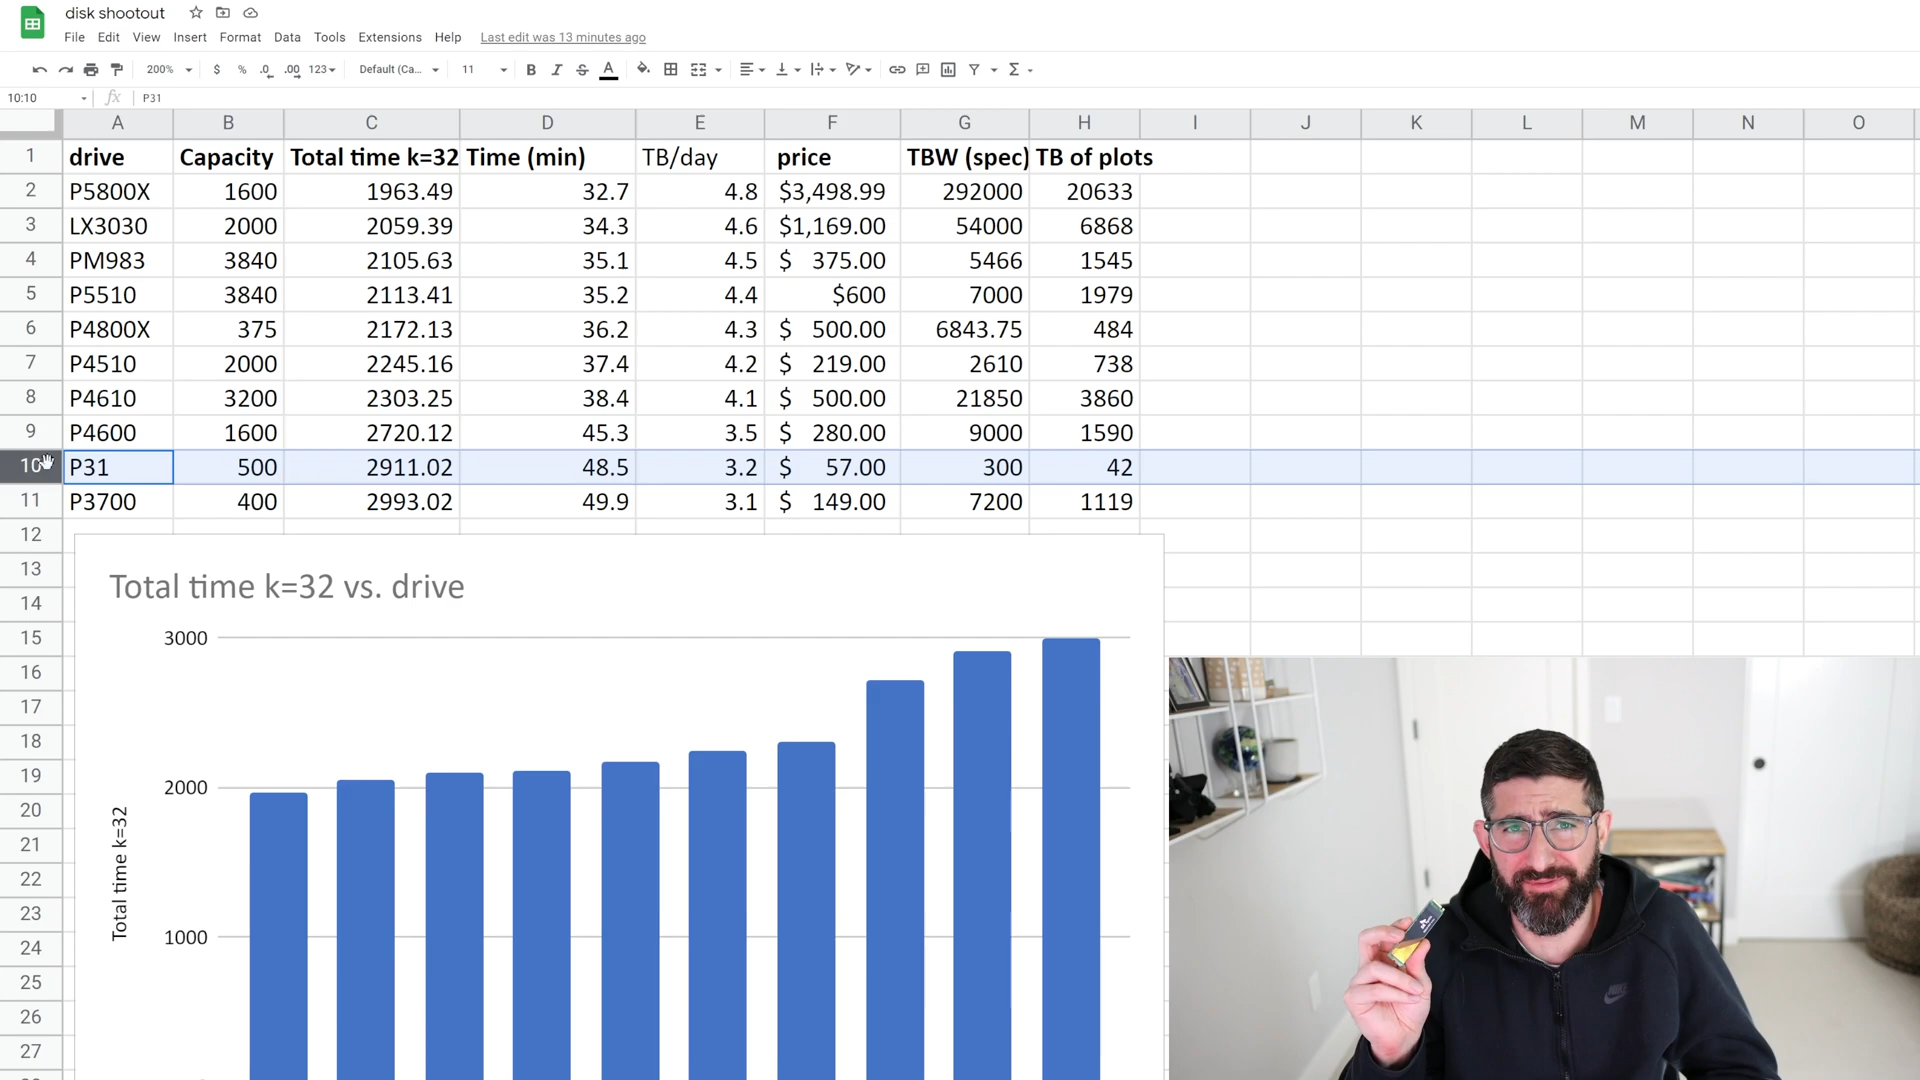 disk shootout
File Edit View Insert Format Data Tools Extensions Help Last edit was 13 minutes ago
200% $ % .0 .00 123 Default (Ca... 11 B I S A
10:10 fx P31
A B C D E F G H I J K L M N O
1 drive Capacity Total time k=32 Time (min) TB/day price TBW (spec) TB of plots
2 P5800X 1600 1963.49 32.7 4.8 $3,498.99 292000 20633
3 LX3030 2000 2059.39 34.3 4.6 $1,169.00 54000 6868
4 PM983 3840 2105.63 35.1 4.5 $ 375.00 5466 1545
5 P5510 3840 2113.41 35.2 4.4 $600 7000 1979
6 P4800X 375 2172.13 36.2 4.3 $ 500.00 6843.75 484
7 P4510 2000 2245.16 37.4 4.2 $ 219.00 2610 738
8 P4610 3200 2303.25 38.4 4.1 $ 500.00 21850 3860
9 P4600 1600 2720.12 45.3 3.5 $ 280.00 9000 1590
10 P31 500 2911.02 48.5 3.2 $ 57.00 300 42
11 P3700 400 2993.02 49.9 3.1 $ 149.00 7200 1119
12
13
14
15
16
17
18
19
20
21
22
23
24
25
26
27
Total time k=32 vs. drive
3000
2000
1000
Total time k=32
NIKE